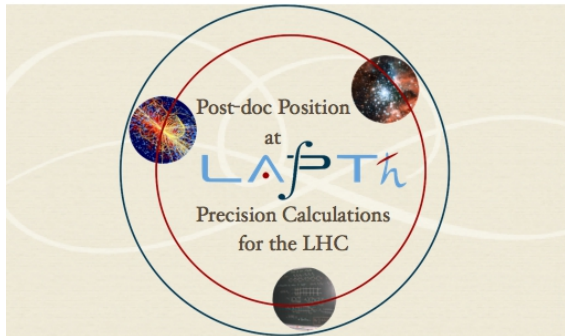 Post-doc Position
at
LAPTh
Precision Calculations
for the LHC